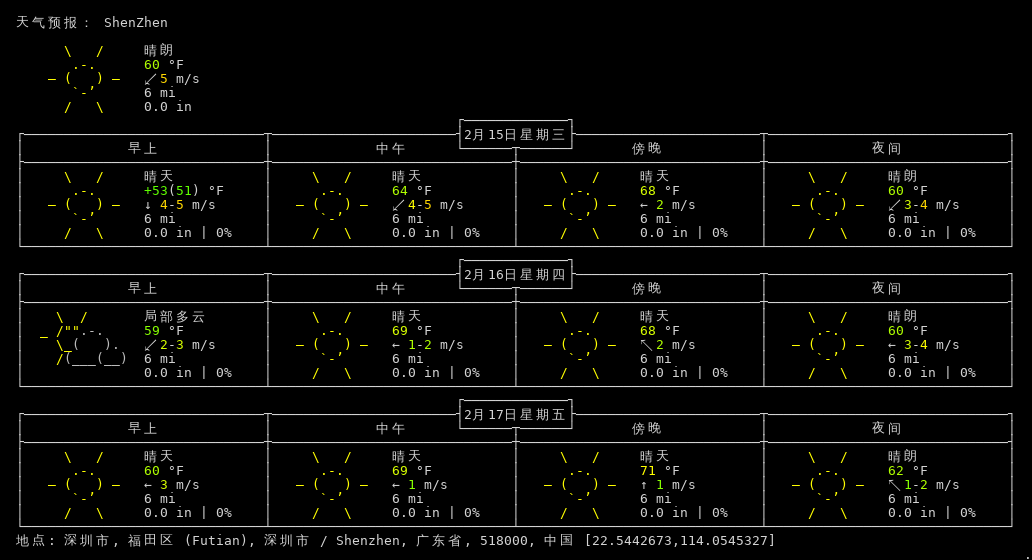 天气预报： ShenZhen
晴朗
60 °F
↙ 5 m/s
6 mi
0.0 in
2月15日星期三
早上 中午 傍晚 夜间
晴天 晴天 晴天 晴朗
+53(51) °F 64 °F 68 °F 60 °F
↓ 4-5 m/s ↙ 4-5 m/s ← 2 m/s ↙ 3-4 m/s
6 mi 6 mi 6 mi 6 mi
0.0 in | 0% 0.0 in | 0% 0.0 in | 0% 0.0 in | 0%
2月16日星期四
早上 中午 傍晚 夜间
局部多云 晴天 晴天 晴朗
59 °F 69 °F 68 °F 60 °F
↙ 2-3 m/s ← 1-2 m/s ↖ 2 m/s ← 3-4 m/s
6 mi 6 mi 6 mi 6 mi
0.0 in | 0% 0.0 in | 0% 0.0 in | 0% 0.0 in | 0%
2月17日星期五
早上 中午 傍晚 夜间
晴天 晴天 晴天 晴朗
60 °F 69 °F 71 °F 62 °F
← 3 m/s ← 1 m/s ↑ 1 m/s ↖ 1-2 m/s
6 mi 6 mi 6 mi 6 mi
0.0 in | 0% 0.0 in | 0% 0.0 in | 0% 0.0 in | 0%
地点: 深圳市, 福田区 (Futian), 深圳市 / Shenzhen, 广东省, 518000, 中国 [22.5442673,114.0545327]